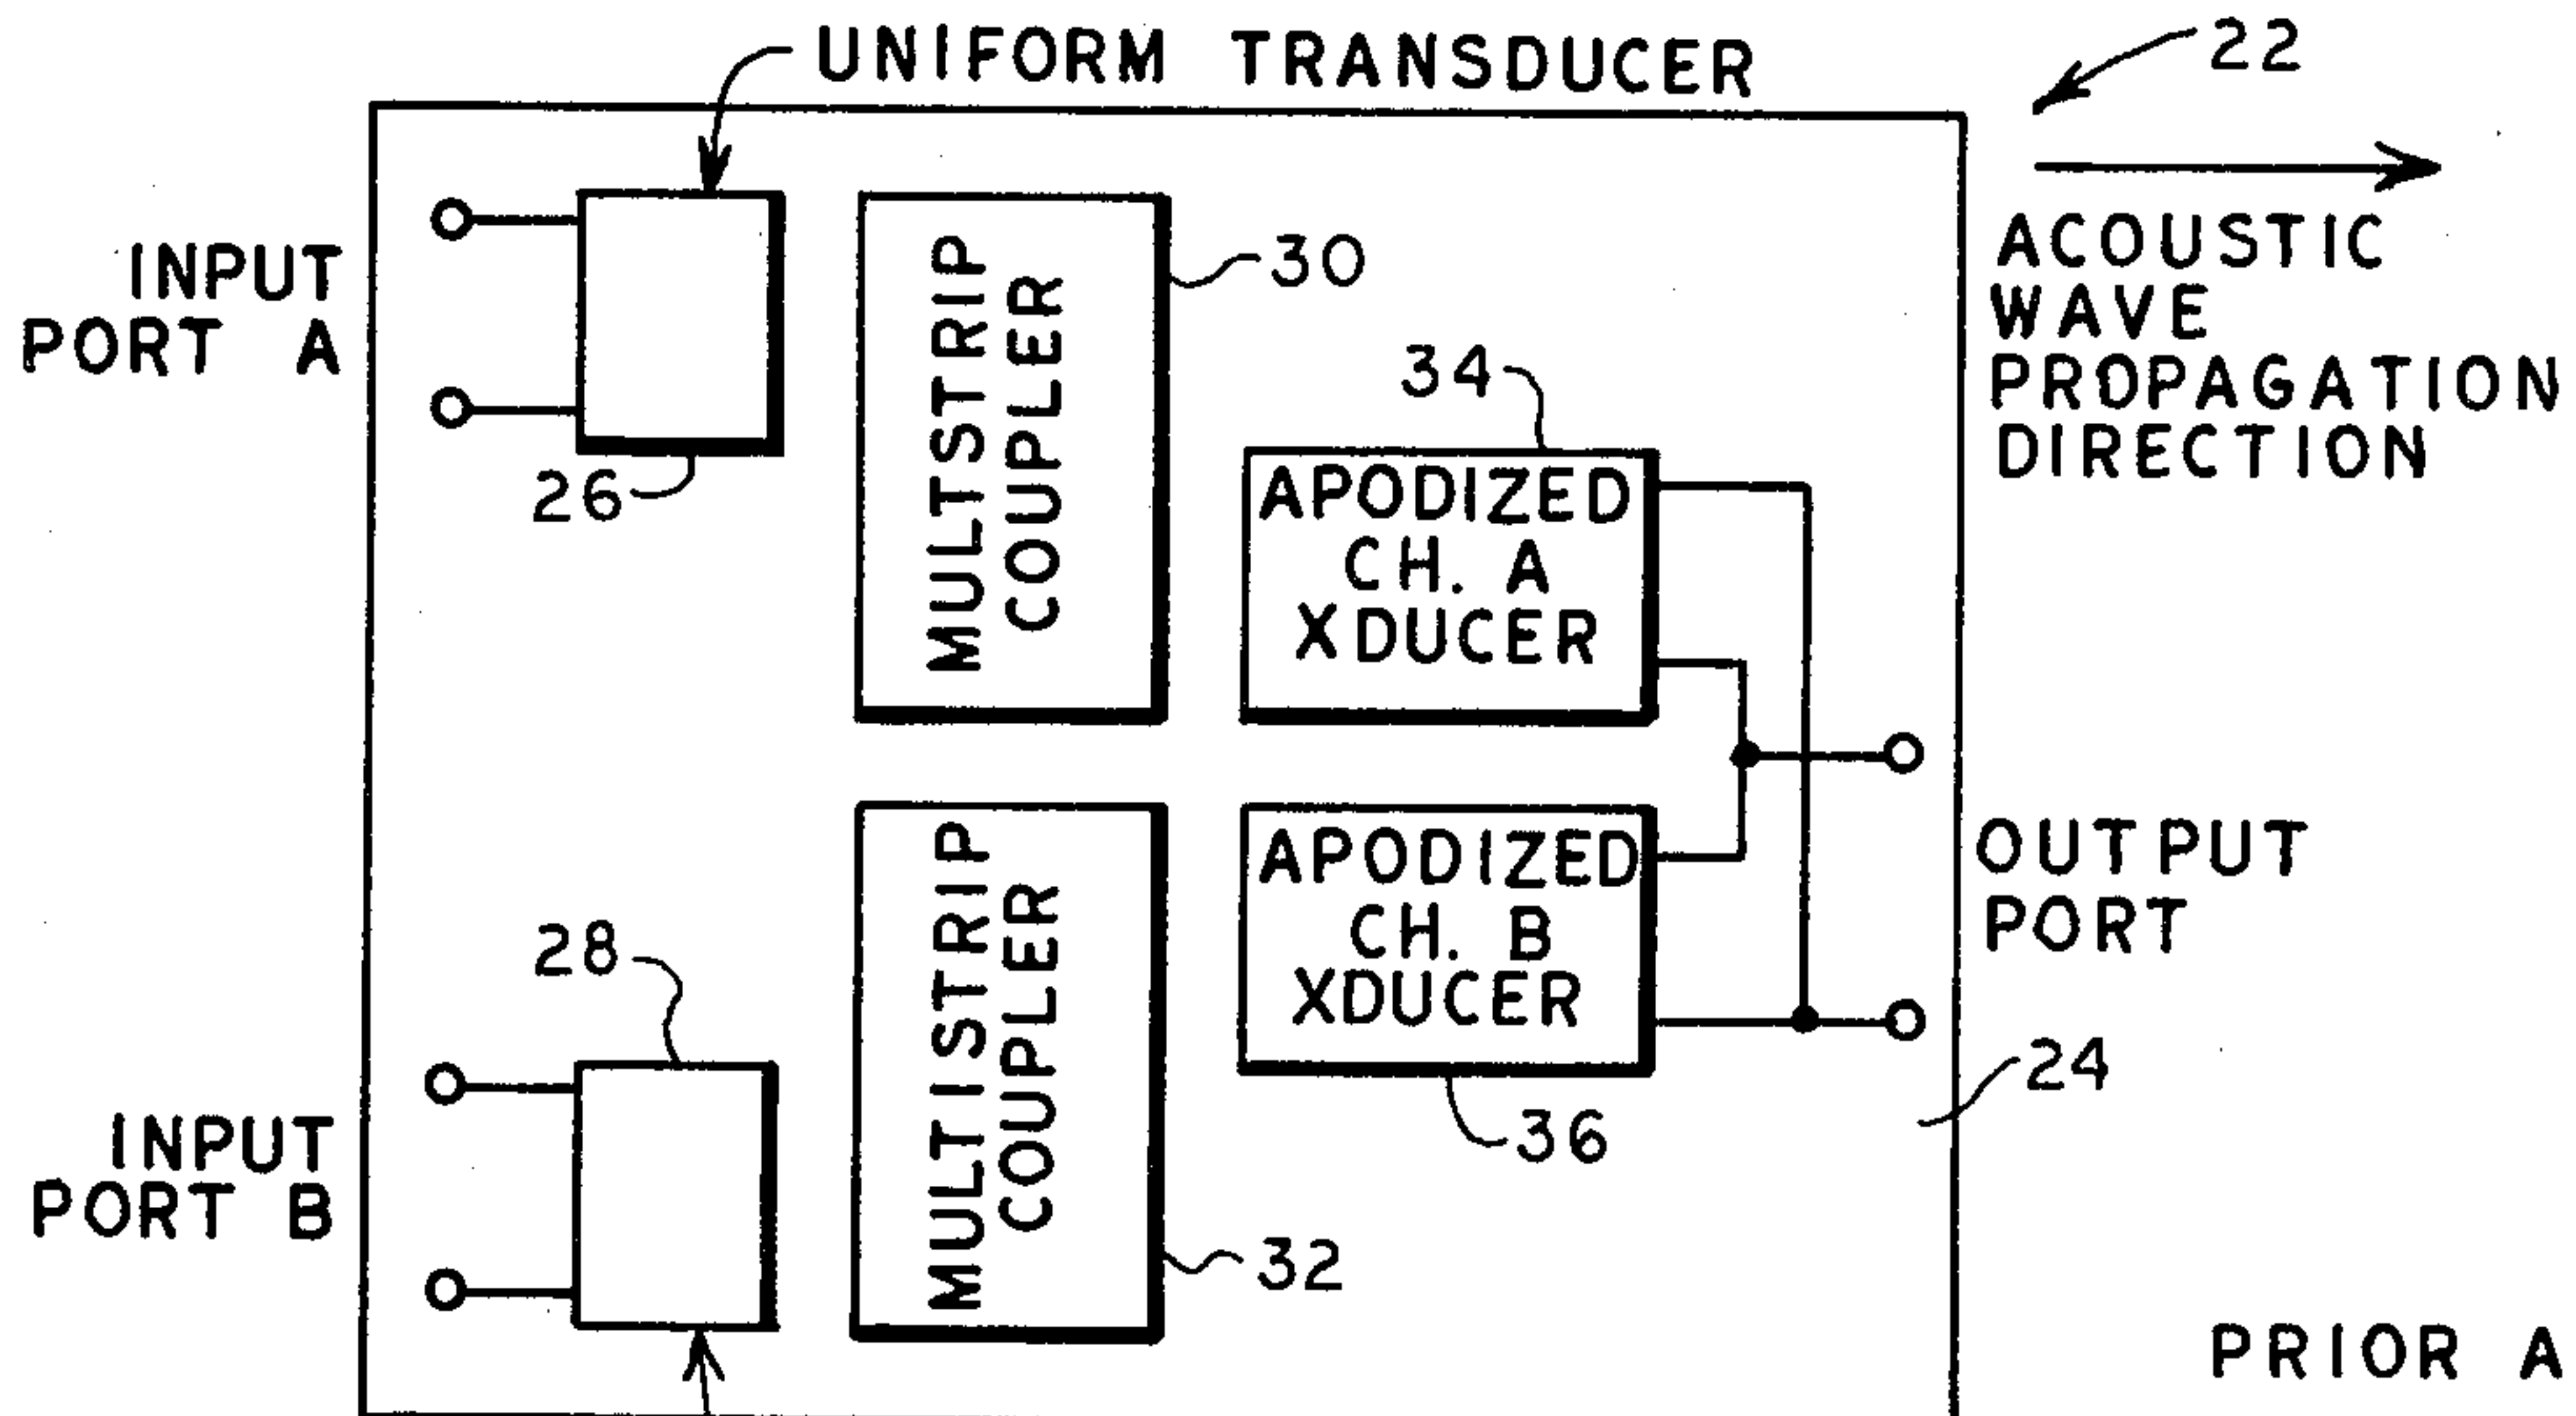 UNIFORM TRANSDUCER
22
ACOUSTIC
WAVE
PROPAGATION
DIRECTION
INPUT
PORT A
26
MULTSTRIP
COUPLER
30
34
APODIZED
CH. A
XDUCER
OUTPUT
PORT
APODIZED
CH. B
XDUCER
36
24
28
INPUT
PORT B
MULTISTRIP
COUPLER
32
PRIOR A